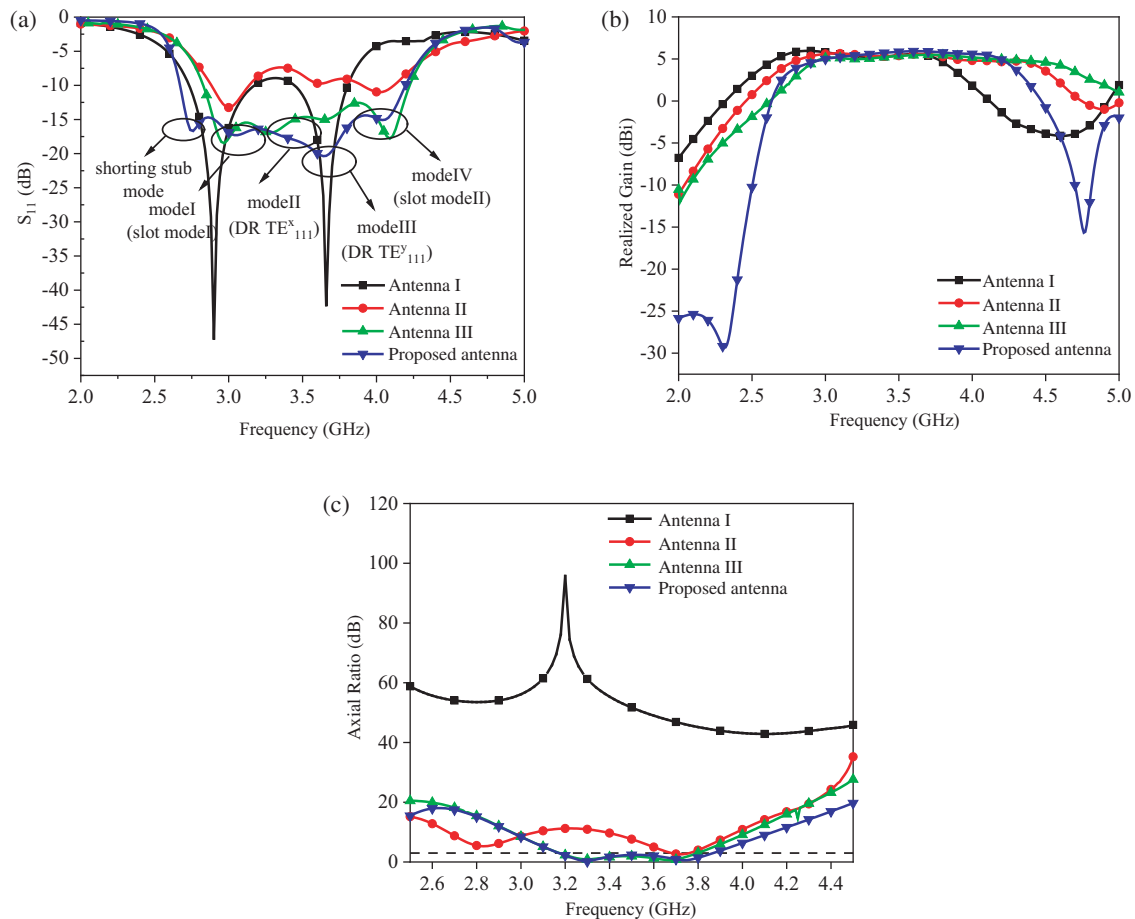 (a)
0
-5
-10
-15
-20
-25
-30
-35
-40
-45
-50
S11 (dB)
shorting stub
mode
modeI
(slot modeI)
modeII
(DR TEx111)
modeIII
(DR TEy111)
modeIV
(slot modeII)
Antenna I
Antenna II
Antenna III
Proposed antenna
2.0 2.5 3.0 3.5 4.0 4.5 5.0
Frequency (GHz)
(b)
10
5
0
-5
-10
-15
-20
-25
-30
Realized Gain (dBi)
Antenna I
Antenna II
Antenna III
Proposed antenna
2.0 2.5 3.0 3.5 4.0 4.5 5.0
Frequency (GHz)
(c)
120
100
80
60
40
20
0
Axial Ratio (dB)
Antenna I
Antenna II
Antenna III
Proposed antenna
2.6 2.8 3.0 3.2 3.4 3.6 3.8 4.0 4.2 4.4
Frequency (GHz)